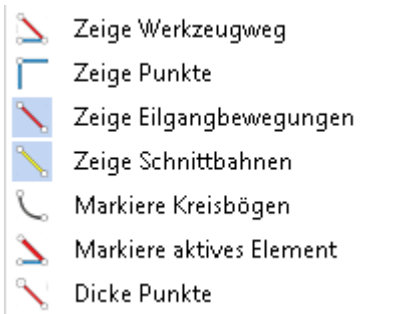 Zeige Werkzeugweg
Zeige Punkte
Zeige Eilgangbewegungen
Zeige Schnittbahnen
Markiere Kreisbögen
Markiere aktives Element
Dicke Punkte